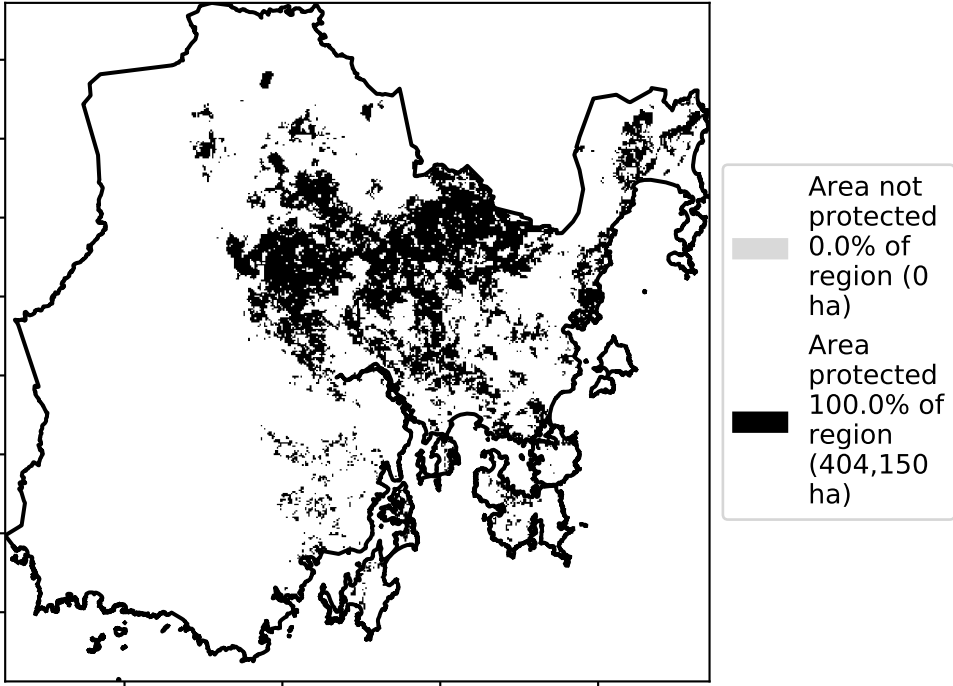 Area not
protected
0.0% of
region (0
ha)
Area
protected
100.0% of
region
(404,150
ha)